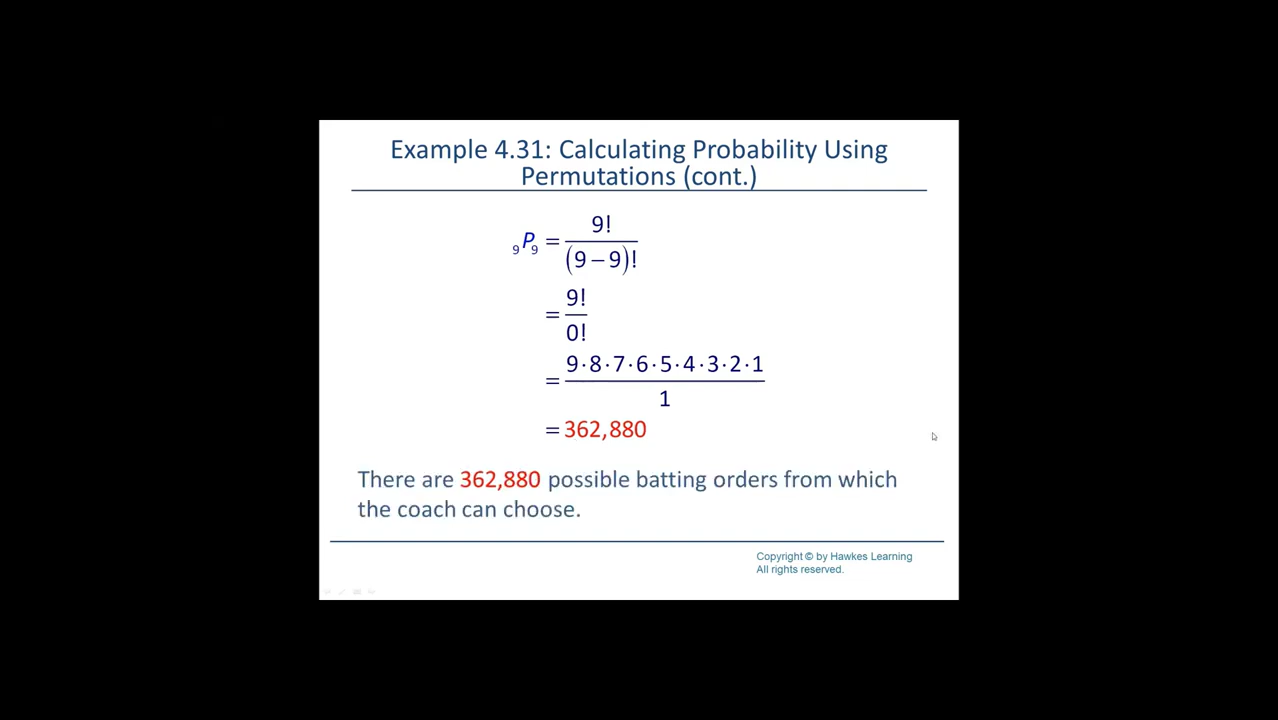 Example 4.31: Calculating Probability Using
Permutations (cont.)
₉P₉ = 9! / (9 − 9)!
= 9! / 0!
= 9·8·7·6·5·4·3·2·1 / 1
= 362,880
There are 362,880 possible batting orders from which
the coach can choose.
Copyright © by Hawkes Learning
All rights reserved.